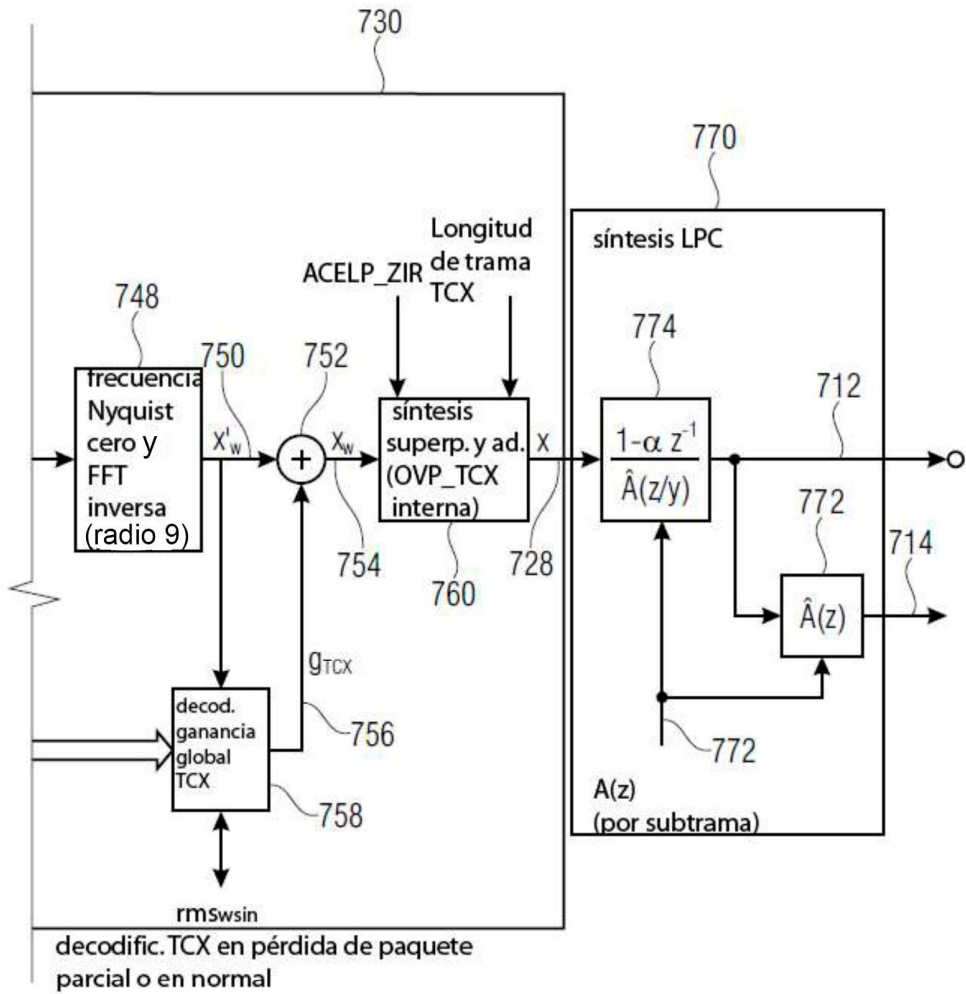 730
770
síntesis LPC
Longitud
de trama
TCX
ACELP_ZIR
748
750
752
774
712
frecuencia
Nyquist
cero y
FFT
inversa
(radio 9)
X'w
+
Xw
síntesis
superp. y ad.
(OVP_TCX
interna)
X
1-α z⁻¹
Â(z/y)
754
760
728
772
714
Â(z)
gTCX
decod.
ganancia
global
TCX
756
758
772
A(z)
(por subtrama)
rmswsin
decodific. TCX en pérdida de paquete
parcial o en normal